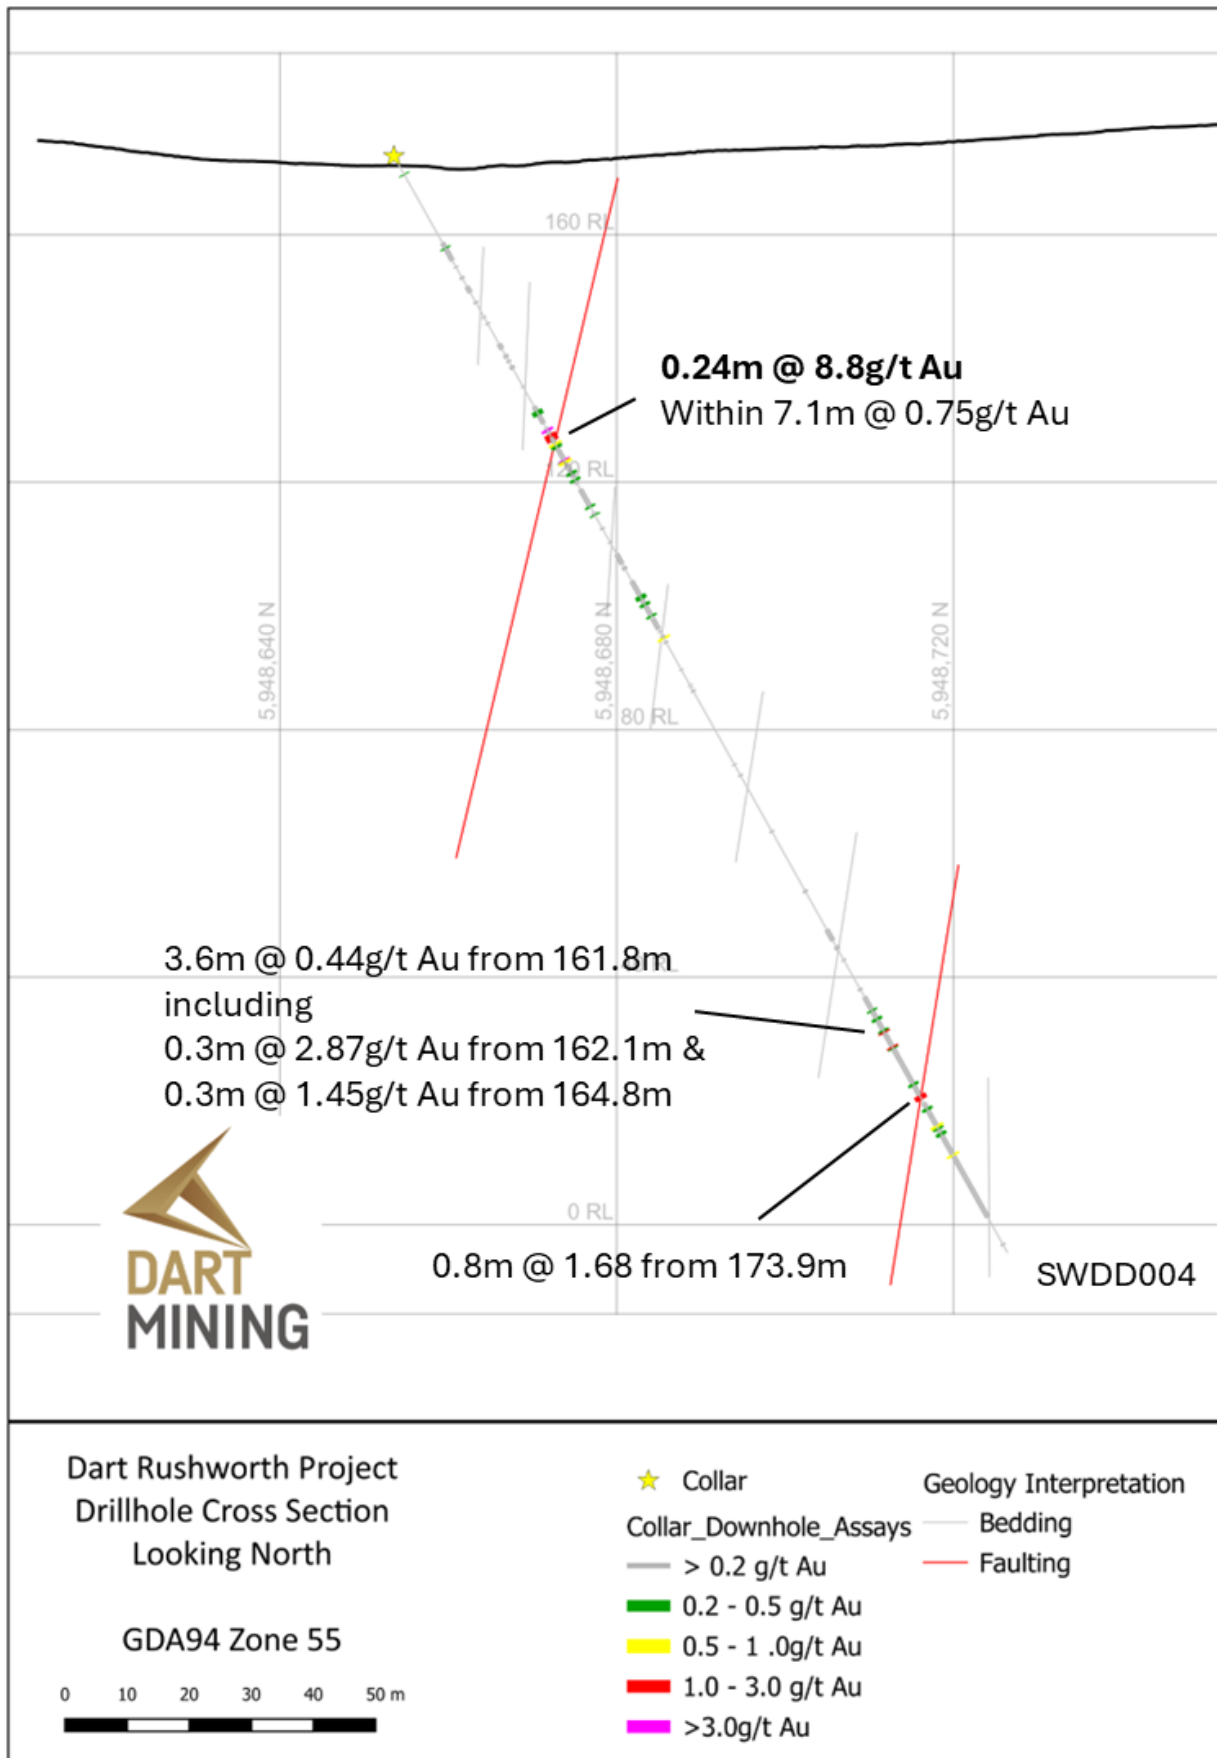 160 RL
0.24m @ 8.8g/t Au
Within 7.1m @ 0.75g/t Au
120 RL
5,948,640 N
5,948,680 N
5,948,720 N
80 RL
3.6m @ 0.44g/t Au from 161.8m
RL
including
0.3m @ 2.87g/t Au from 162.1m &
0.3m @ 1.45g/t Au from 164.8m
0 RL
0.8m @ 1.68 from 173.9m
SWDD004
DART
MINING
Dart Rushworth Project
Drillhole Cross Section
Looking North
GDA94 Zone 55
0 10 20 30 40 50 m
Collar
Collar_Downhole_Assays
> 0.2 g/t Au
0.2 - 0.5 g/t Au
0.5 - 1 .0g/t Au
1.0 - 3.0 g/t Au
>3.0g/t Au
Geology Interpretation
Bedding
Faulting